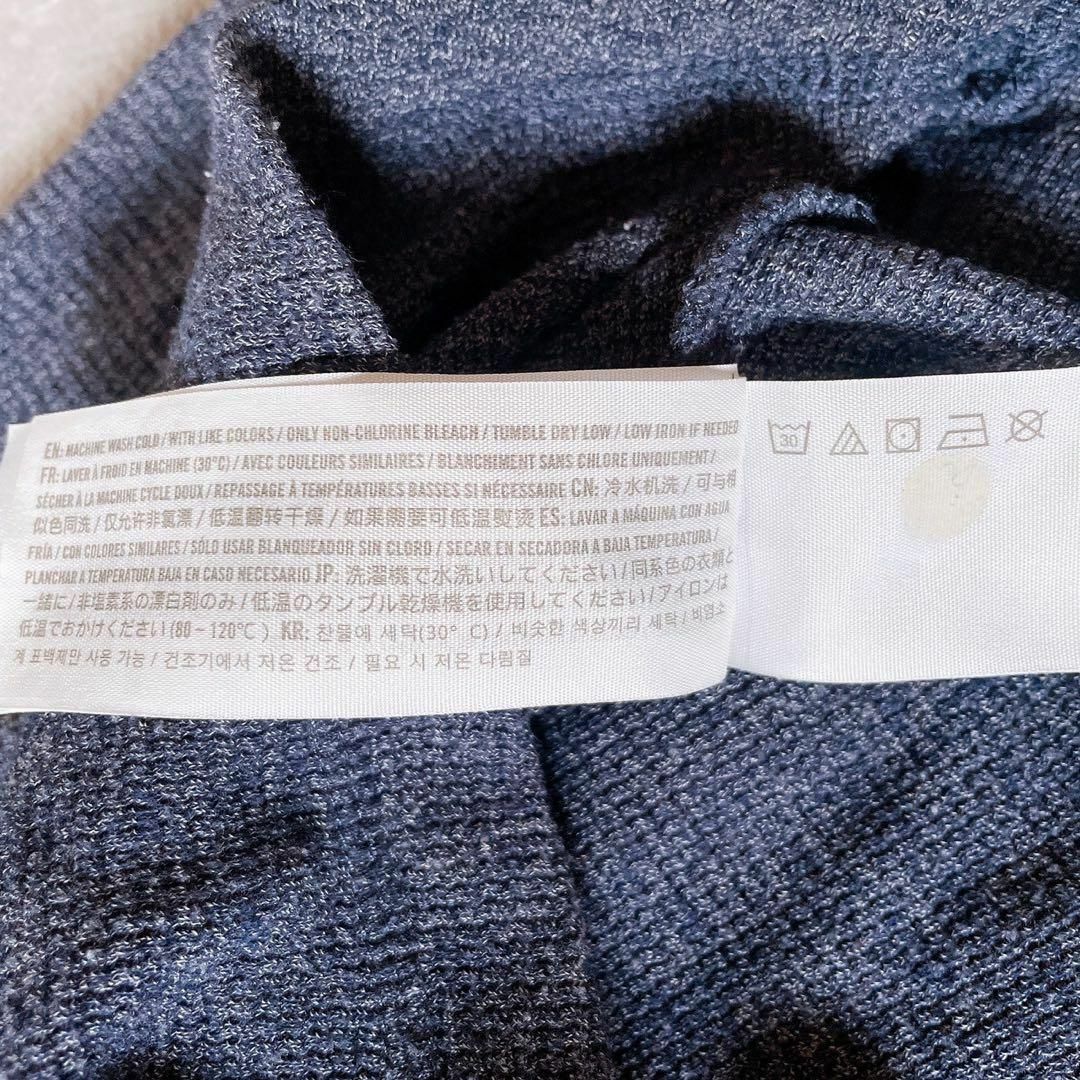 EN: MACHINE WASH COLD / WITH LIKE COLORS / ONLY NON-CHLORINE BLEACH / TUMBLE DRY LOW / LOW IRON IF NEEDED
FR: LAVER À FROID EN MACHINE (30°C) / AVEC COULEURS SIMILAIRES / BLANCHIMENT SANS CHLORE UNIQUEMENT /
SÉCHER À LA MACHINE CYCLE DOUX / REPASSAGE À TEMPÉRATURES BASSES SI NÉCESSAIRE CN: 冷水机洗 / 可与相
似色同洗 / 仅允许非氯漂 / 低温翻转干燥 / 如果需要可低温熨烫 ES: LAVAR A MÁQUINA CON AGUA
FRÍA / CON COLORES SIMILARES / SÓLO USAR BLANQUEADOR SIN CLORO / SECAR EN SECADORA A BAJA TEMPERATURA /
PLANCHAR A TEMPERATURA BAJA EN CASO NECESARIO JP: 洗濯機で水洗いしてください / 同系色の衣類と
一緒に / 非塩素系の漂白剤のみ / 低温のタンブル乾燥機を使用してください / アイロンは
低温でおかけください (80 ~ 120℃ ) KR: 찬물에 세탁(30° C) / 비슷한 색상끼리 세탁 / 비염소
계 표백제만 사용 가능 / 건조기에서 저온 건조 / 필요 시 저온 다림질
30